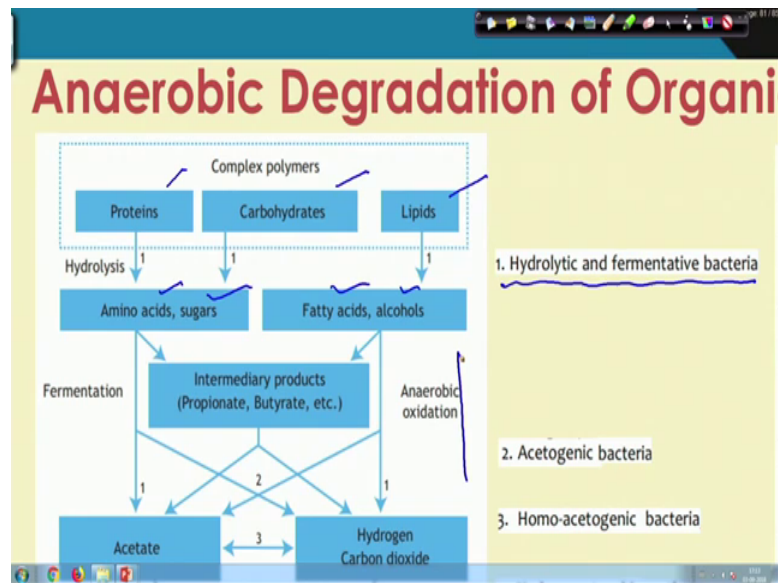 Anaerobic Degradation of Organi
Complex polymers
Proteins
Carbohydrates
Lipids
1
1
1
Hydrolysis
Amino acids, sugars
Fatty acids, alcohols
Fermentation
Intermediary products
(Propionate, Butyrate, etc.)
Anaerobic
oxidation
2
1
1
Acetate
3
Hydrogen
Carbon dioxide
1. Hydrolytic and fermentative bacteria
2. Acetogenic bacteria
3. Homo-acetogenic bacteria